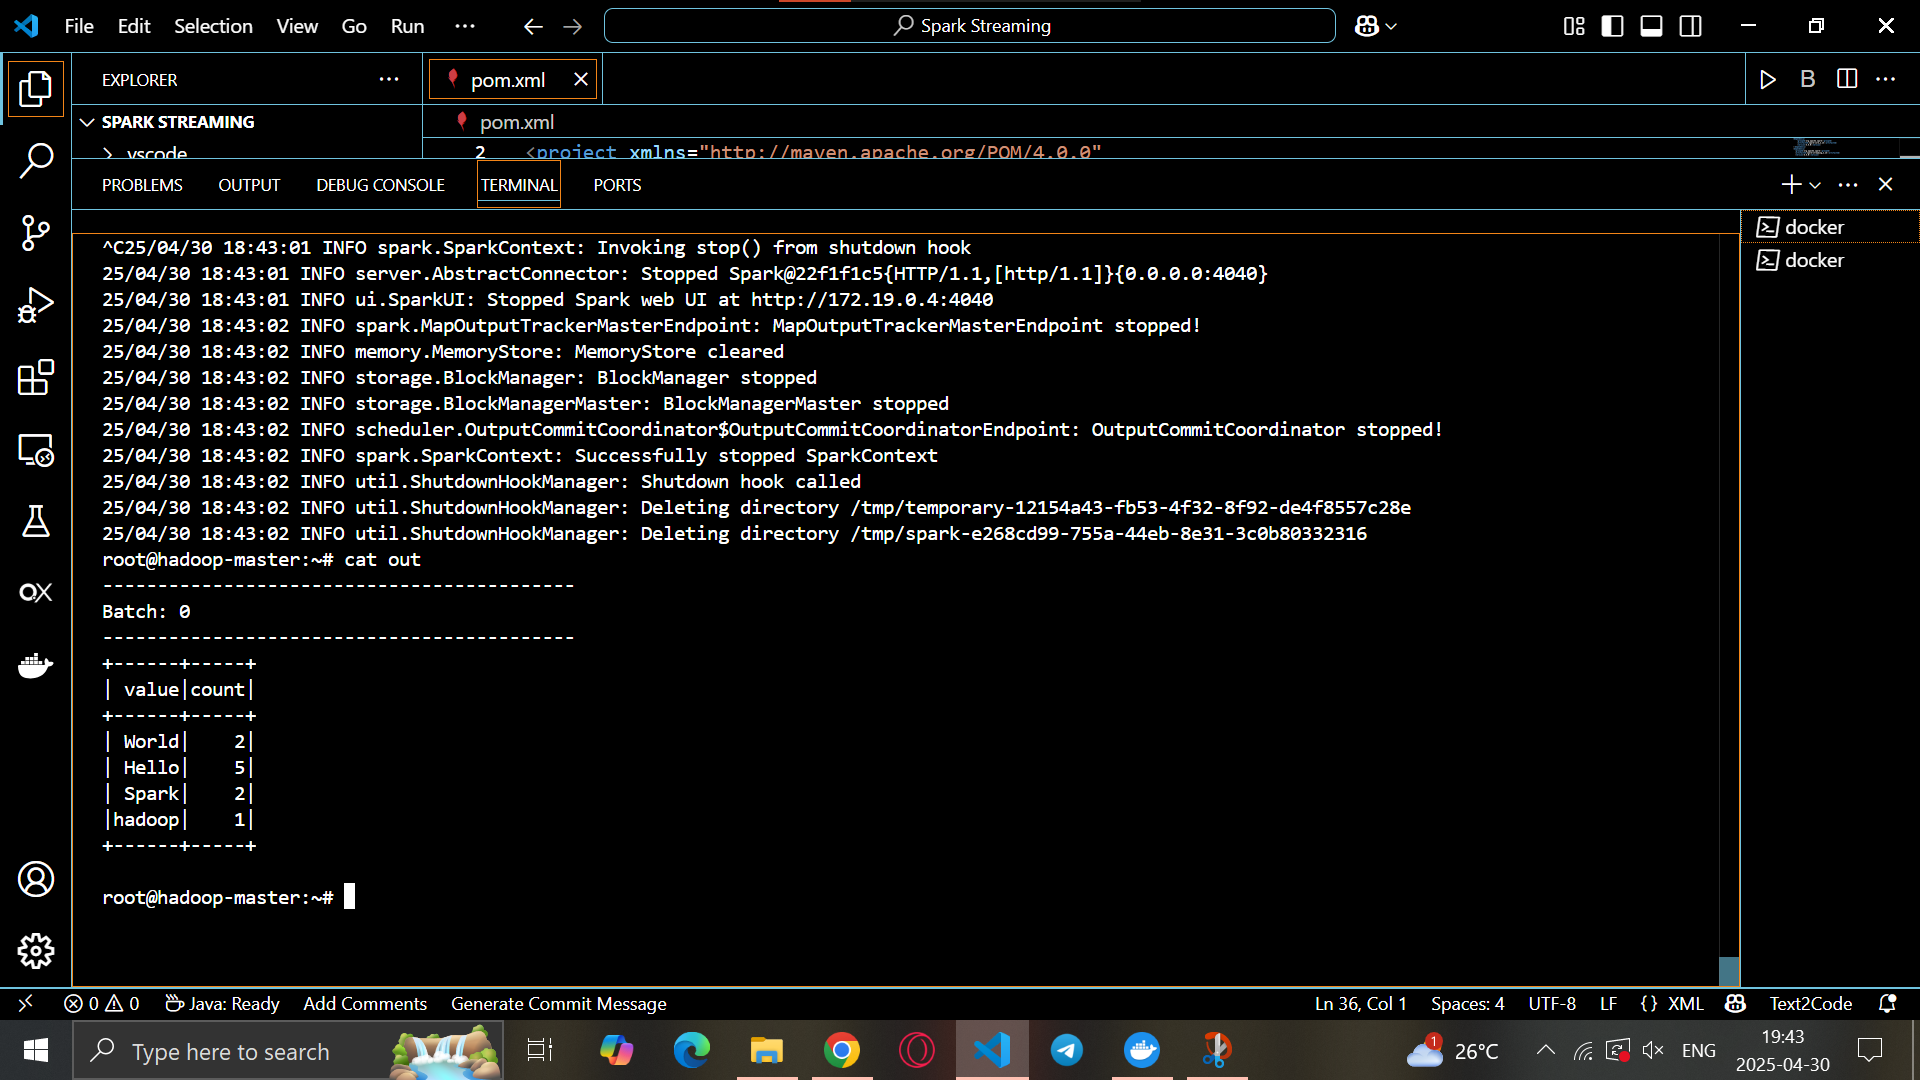 File Edit Selection View Go Run ··· Spark Streaming
EXPLORER ··· pom.xml
SPARK STREAMING pom.xml
vscode 2 <project xmlns="http://maven.apache.org/POM/4.0.0"
PROBLEMS OUTPUT DEBUG CONSOLE TERMINAL PORTS
^C25/04/30 18:43:01 INFO spark.SparkContext: Invoking stop() from shutdown hook
25/04/30 18:43:01 INFO server.AbstractConnector: Stopped Spark@22f1f1c5{HTTP/1.1,[http/1.1]}{0.0.0.0:4040}
25/04/30 18:43:01 INFO ui.SparkUI: Stopped Spark web UI at http://172.19.0.4:4040
25/04/30 18:43:02 INFO spark.MapOutputTrackerMasterEndpoint: MapOutputTrackerMasterEndpoint stopped!
25/04/30 18:43:02 INFO memory.MemoryStore: MemoryStore cleared
25/04/30 18:43:02 INFO storage.BlockManager: BlockManager stopped
25/04/30 18:43:02 INFO storage.BlockManagerMaster: BlockManagerMaster stopped
25/04/30 18:43:02 INFO scheduler.OutputCommitCoordinator$OutputCommitCoordinatorEndpoint: OutputCommitCoordinator stopped!
25/04/30 18:43:02 INFO spark.SparkContext: Successfully stopped SparkContext
25/04/30 18:43:02 INFO util.ShutdownHookManager: Shutdown hook called
25/04/30 18:43:02 INFO util.ShutdownHookManager: Deleting directory /tmp/temporary-12154a43-fb53-4f32-8f92-de4f8557c28e
25/04/30 18:43:02 INFO util.ShutdownHookManager: Deleting directory /tmp/spark-e268cd99-755a-44eb-8e31-3c0b80332316
root@hadoop-master:~# cat out
-------------------------------------------
Batch: 0
-------------------------------------------
+------+-----+
| value|count|
+------+-----+
| World|    2|
| Hello|    5|
| Spark|    2|
|hadoop|    1|
+------+-----+
root@hadoop-master:~#
docker
docker
0 0 Java: Ready Add Comments Generate Commit Message Ln 36, Col 1 Spaces: 4 UTF-8 LF {} XML Text2Code
Type here to search 1 26°C ENG 19:43
2025-04-30